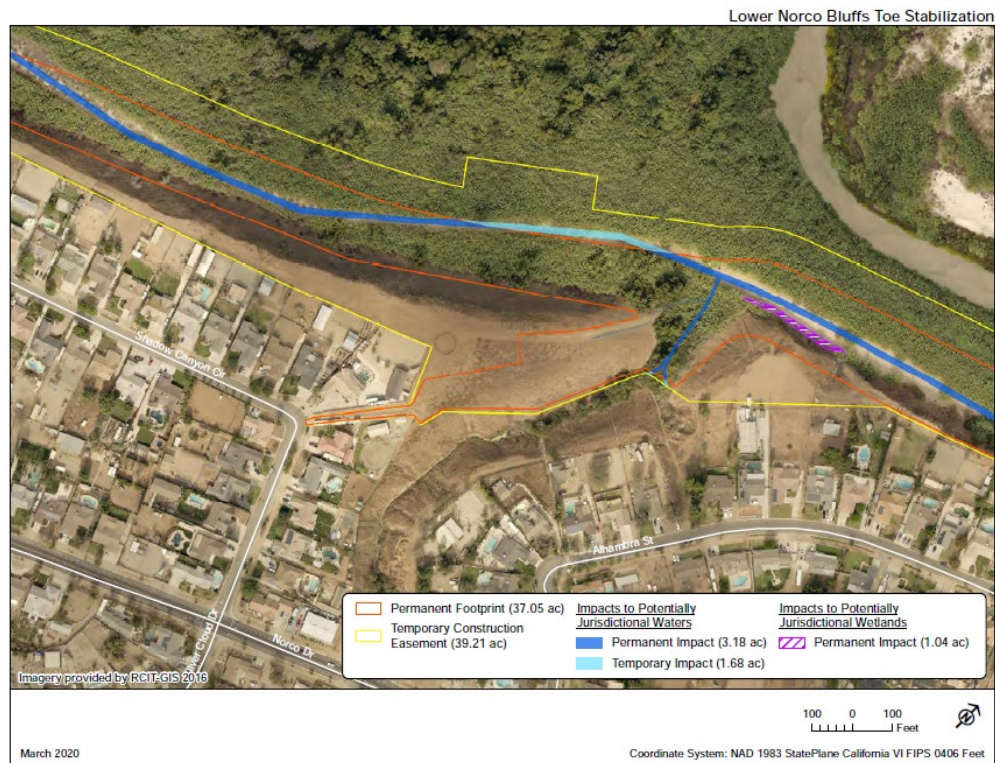 Lower Norco Bluffs Toe Stabilization
Shadow Canyon Cir
Alhambra St
Silver Cloud Dr
Norco Dr
Permanent Footprint (37.05 ac)
Temporary Construction
Easement (39.21 ac)
Impacts to Potentially
Jurisdictional Waters
Permanent Impact (3.18 ac)
Temporary Impact (1.68 ac)
Impacts to Potentially
Jurisdictional Wetlands
Permanent Impact (1.04 ac)
Imagery provided by RCIT-GIS 2016
100 0 100
Feet
N
March 2020
Coordinate System: NAD 1983 StatePlane California VI FIPS 0406 Feet